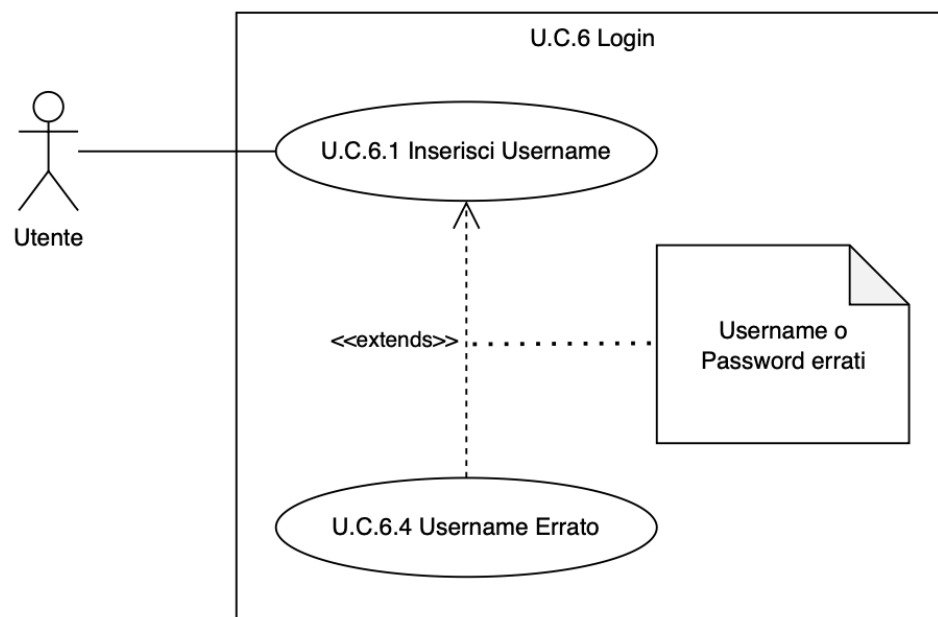 U.C.6 Login
U.C.6.1 Inserisci Username
Utente
<<extends>>
Username o
Password errati
U.C.6.4 Username Errato